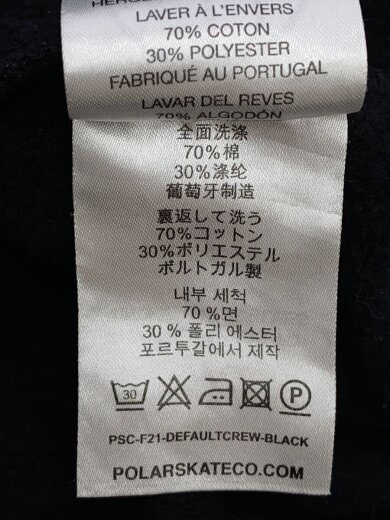 LAVER À L'ENVERS
70% COTON
30% POLYESTER
FABRIQUÉ AU PORTUGAL
LAVAR DEL REVES
70% ALGODÓN
全面洗涤
70%棉
30%涤纶
葡萄牙制造
裏返して洗う
70%コットン
30%ポリエステル
ポルトガル製
내부 세척
70 %면
30 % 폴리 에스터
포르투갈에서 제작
30 P
PSC-F21-DEFAULTCREW-BLACK
POLARSKATECO.COM